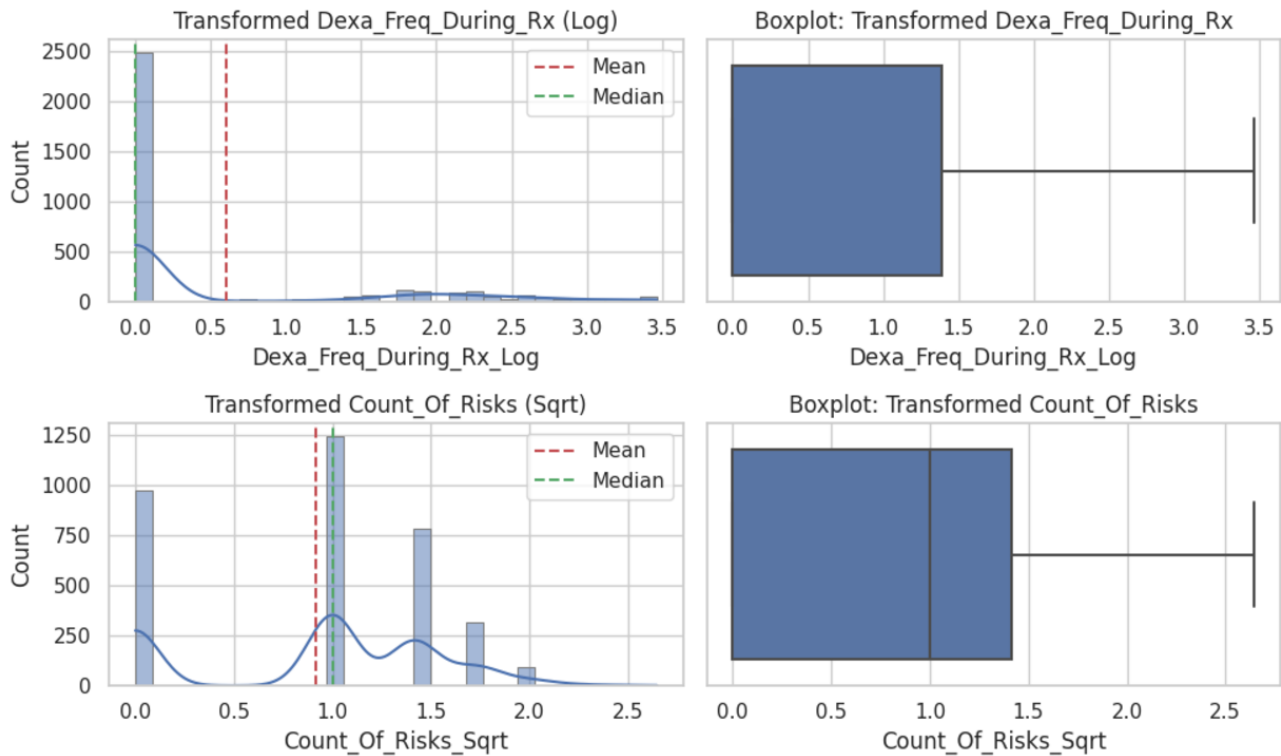 Transformed Dexa_Freq_During_Rx (Log)
Boxplot: Transformed Dexa_Freq_During_Rx
2500
2000
1500
1000
500
0
Count
Mean
Median
0.0 0.5 1.0 1.5 2.0 2.5 3.0 3.5
Dexa_Freq_During_Rx_Log
0.0 0.5 1.0 1.5 2.0 2.5 3.0 3.5
Dexa_Freq_During_Rx_Log
Transformed Count_Of_Risks (Sqrt)
Boxplot: Transformed Count_Of_Risks
1250
1000
750
500
250
0
Count
Mean
Median
0.0 0.5 1.0 1.5 2.0 2.5
Count_Of_Risks_Sqrt
0.0 0.5 1.0 1.5 2.0 2.5
Count_Of_Risks_Sqrt